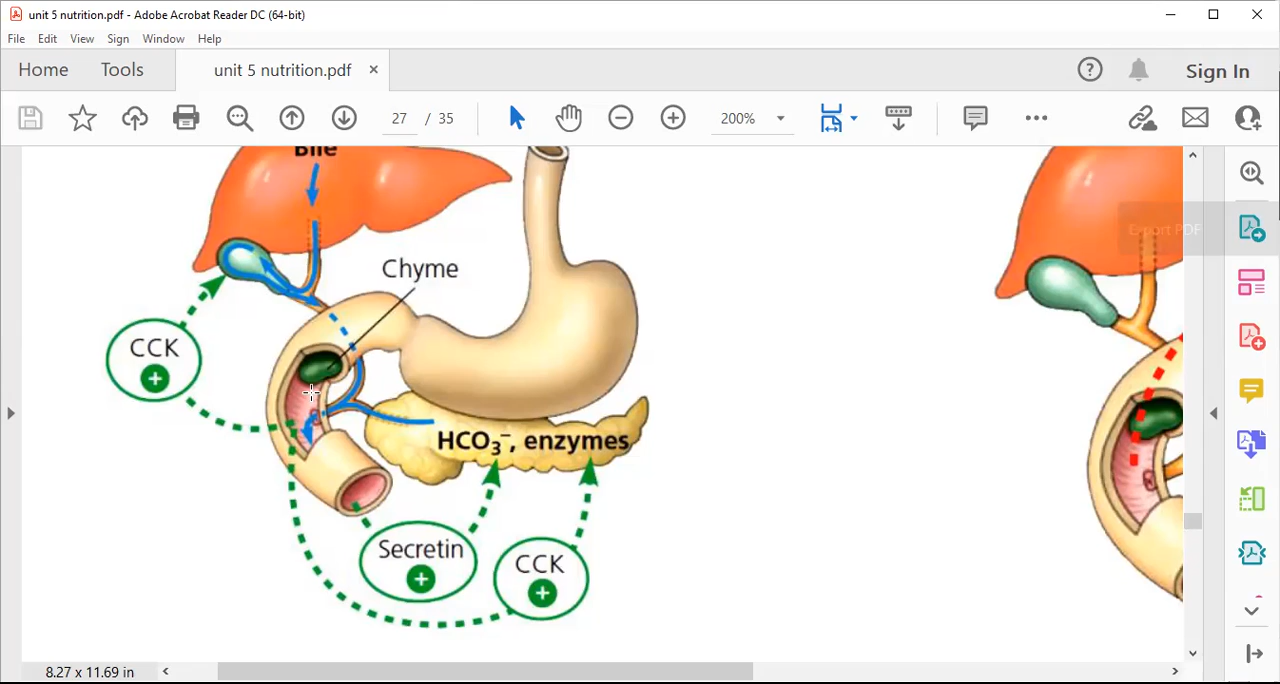 unit 5 nutrition.pdf - Adobe Acrobat Reader DC (64-bit)
File Edit View Sign Window Help
Home Tools unit 5 nutrition.pdf × Sign In
27 / 35 200%
Bile
Export PDF
Chyme
CCK
+
HCO₃⁻, enzymes
Secretin
+
CCK
+
8.27 x 11.69 in